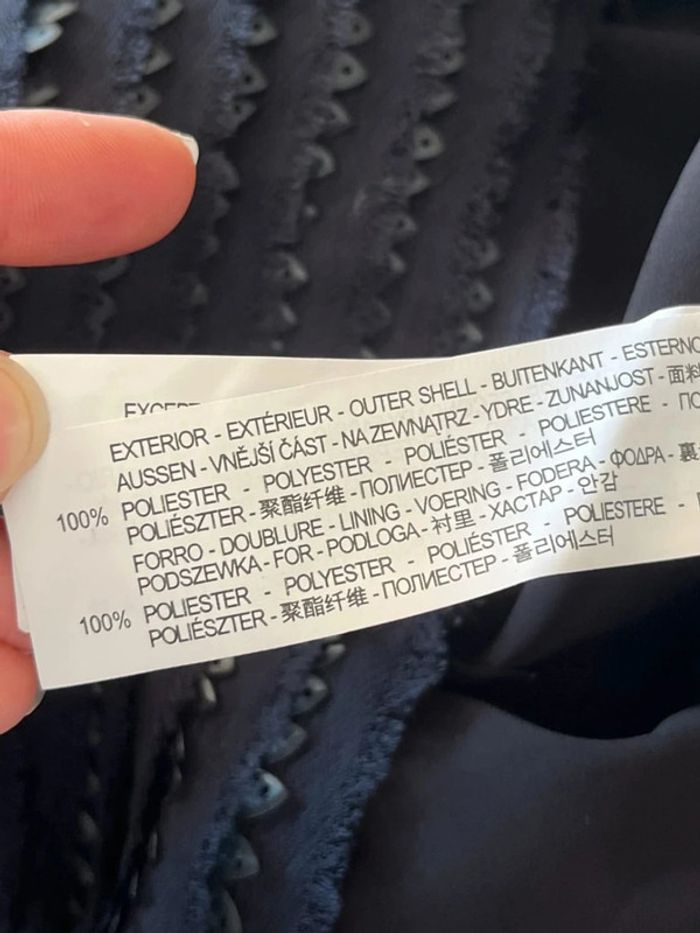 EXTERIOR - EXTÉRIEUR - OUTER SHELL - BUITENKANT - ESTERNO
AUSSEN - VNĚJŠÍ ČÁST - NA ZEWNĄTRZ - YDRE - ZUNANJOST - 面料
100% POLIESTER - POLYESTER - POLIÉSTER - POLIESTERE -
POLIÉSZTER - 聚酯纤维 - ПОЛИЕСТЕР - 폴리에스터
FORRO - DOUBLURE - LINING - VOERING - FODERA - ΦΟΔΡΑ - 裏
PODSZEWKA - FOR - PODLOGA - 衬里 - ХАСТАР - 안감
100% POLIESTER - POLYESTER - POLIÉSTER - POLIESTERE -
POLIÉSZTER - 聚酯纤维 - ПОЛИЕСТЕР - 폴리에스터